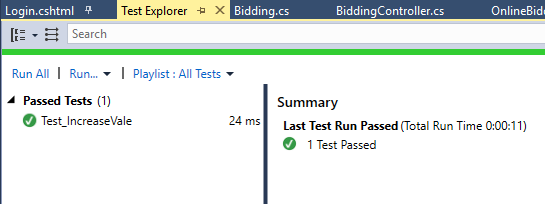 Login.cshtml Test Explorer Bidding.cs BiddingController.cs OnlineBid
Search
Run All | Run... | Playlist : All Tests
Passed Tests (1)
Test_IncreaseVale 24 ms
Summary
Last Test Run Passed (Total Run Time 0:00:11)
1 Test Passed